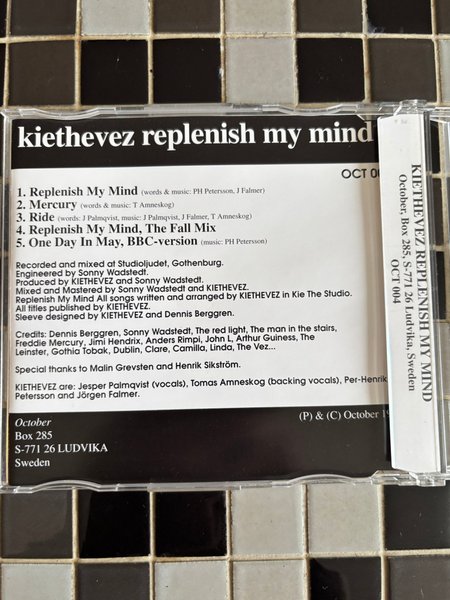 kiethevez replenish my mind
OCT 00
1. Replenish My Mind (words & music: PH Petersson, J Falmer)
2. Mercury (words & music: T Amneskog)
3. Ride (words: J Palmqvist, music: J Palmqvist, J Falmer, T Amneskog)
4. Replenish My Mind, The Fall Mix
5. One Day In May, BBC-version (music: PH Petersson)
Recorded and mixed at Studioljudet, Gothenburg.
Engineered by Sonny Wadstedt.
Produced by KIETHEVEZ and Sonny Wadstedt.
Mixed and Mastered by Sonny Wadstedt and KIETHEVEZ.
Replenish My Mind All songs written and arranged by KIETHEVEZ in Kie The Studio.
All titles published by KIETHEVEZ.
Sleeve designed by KIETHEVEZ and Dennis Berggren.
Credits: Dennis Berggren, Sonny Wadstedt, The red light, The man in the stairs,
Freddie Mercury, Jimi Hendrix, Anders Rimpi, John L, Arthur Guiness, The
Leinster, Gothia Tobak, Dublin, Clare, Camilla, Linda, The Vez...
Special thanks to Malin Grevsten and Henrik Sikström.
KIETHEVEZ are: Jesper Palmqvist (vocals), Tomas Amneskog (backing vocals), Per-Henrik
Petersson and Jörgen Falmer.
October
Box 285
S-771 26 LUDVIKA
Sweden
(P) & (C) October 19
KIETHEVEZ REPLENISH MY MIND
October, Box 285, S-771 26 Ludvika, Sweden
OCT 004